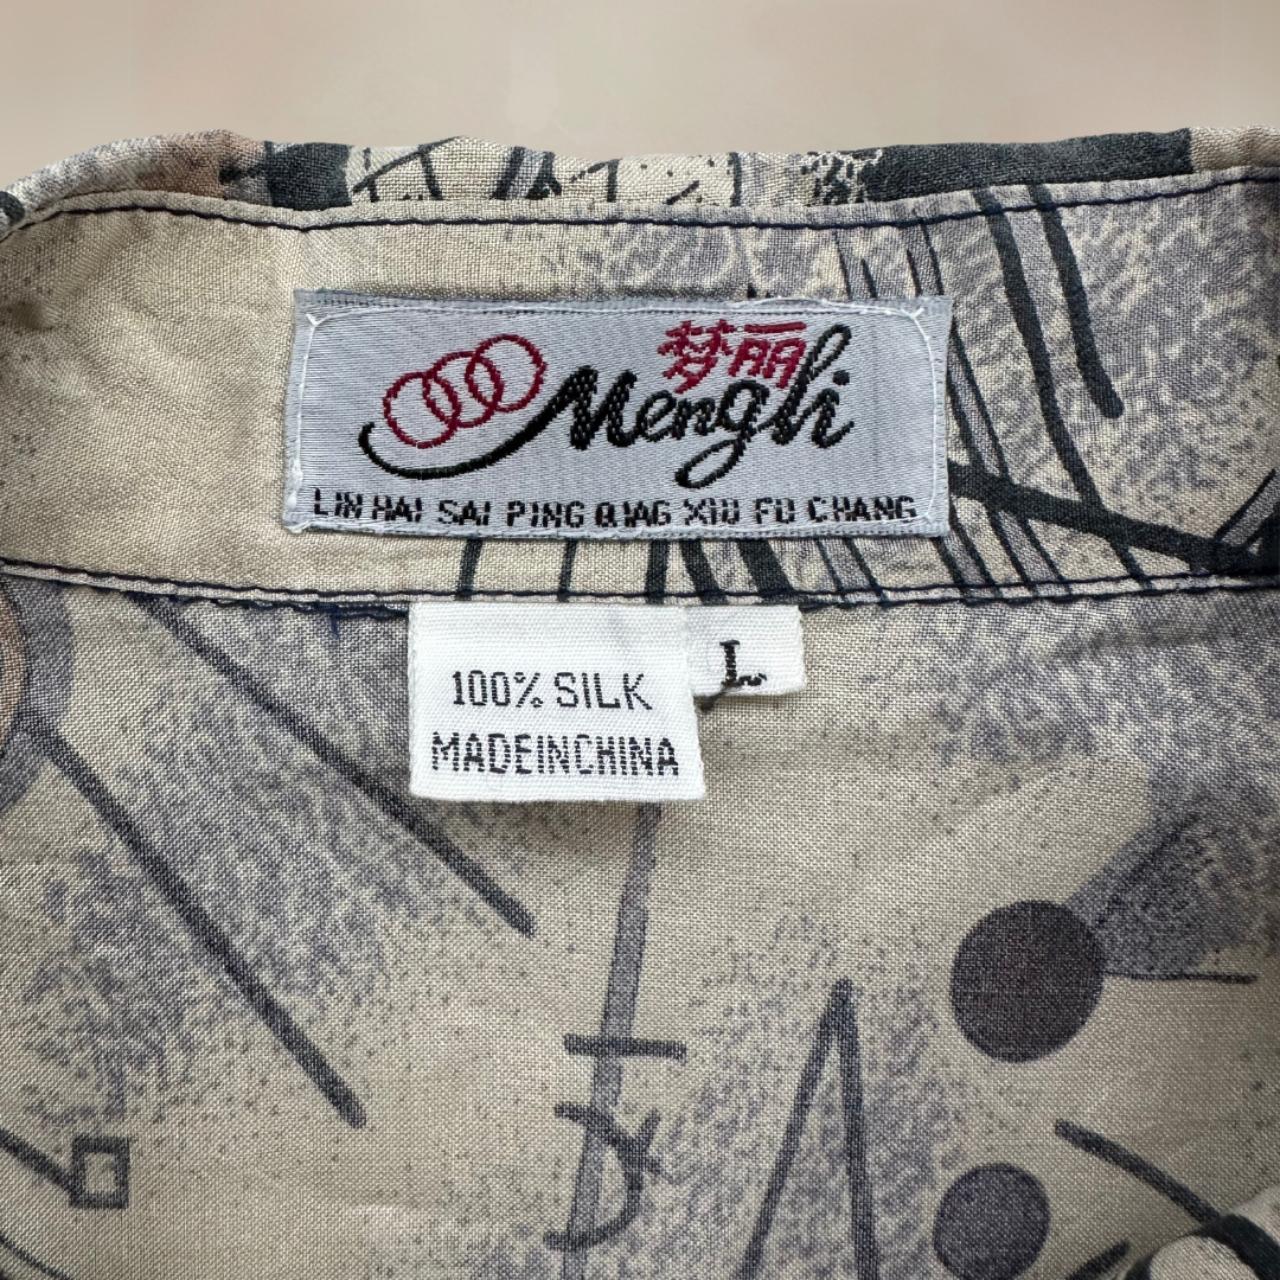 梦丽
Mengli
LIN HAI SAI PING QIAG XIU FU CHANG
100% SILK
L
MADEINCHINA